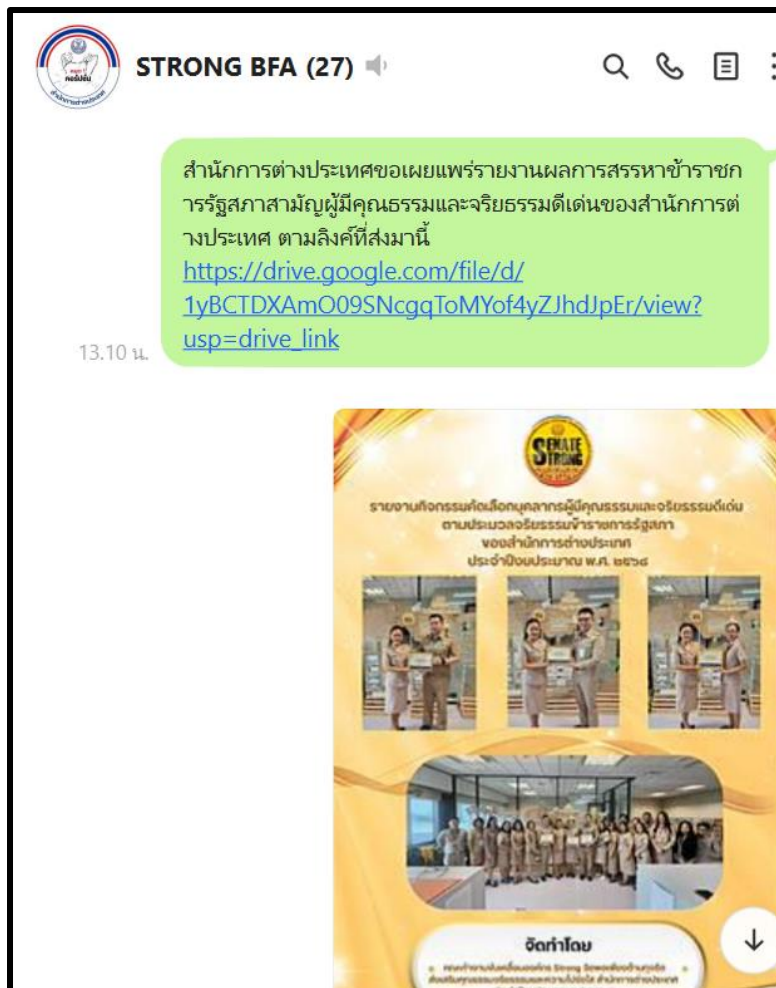 STRONG BFA (27)
สำนักการต่างประเทศขอเผยแพร่รายงานผลการสรรหาข้าราชก
ารรัฐสภาสามัญผู้มีคุณธรรมและจริยธรรมดีเด่นของสำนักการต่
างประเทศ ตามลิงค์ที่ส่งมานี้
https://drive.google.com/file/d/
1yBCTDXAmO09SNcgqToMYof4yZJhdJpEr/view?
usp=drive_link
13.10 น.
SENATE
STRONG
รายงานกิจกรรมคัดเลือกบุคลากรผู้มีคุณธรรมและจริยธรรมดีเด่น
ตามประมวลจริยธรรมข้าราชการรัฐสภา
ของสำนักการต่างประเทศ
ประจำปีงบประมาณ พ.ศ. ๒๕๖๘
จัดทำโดย